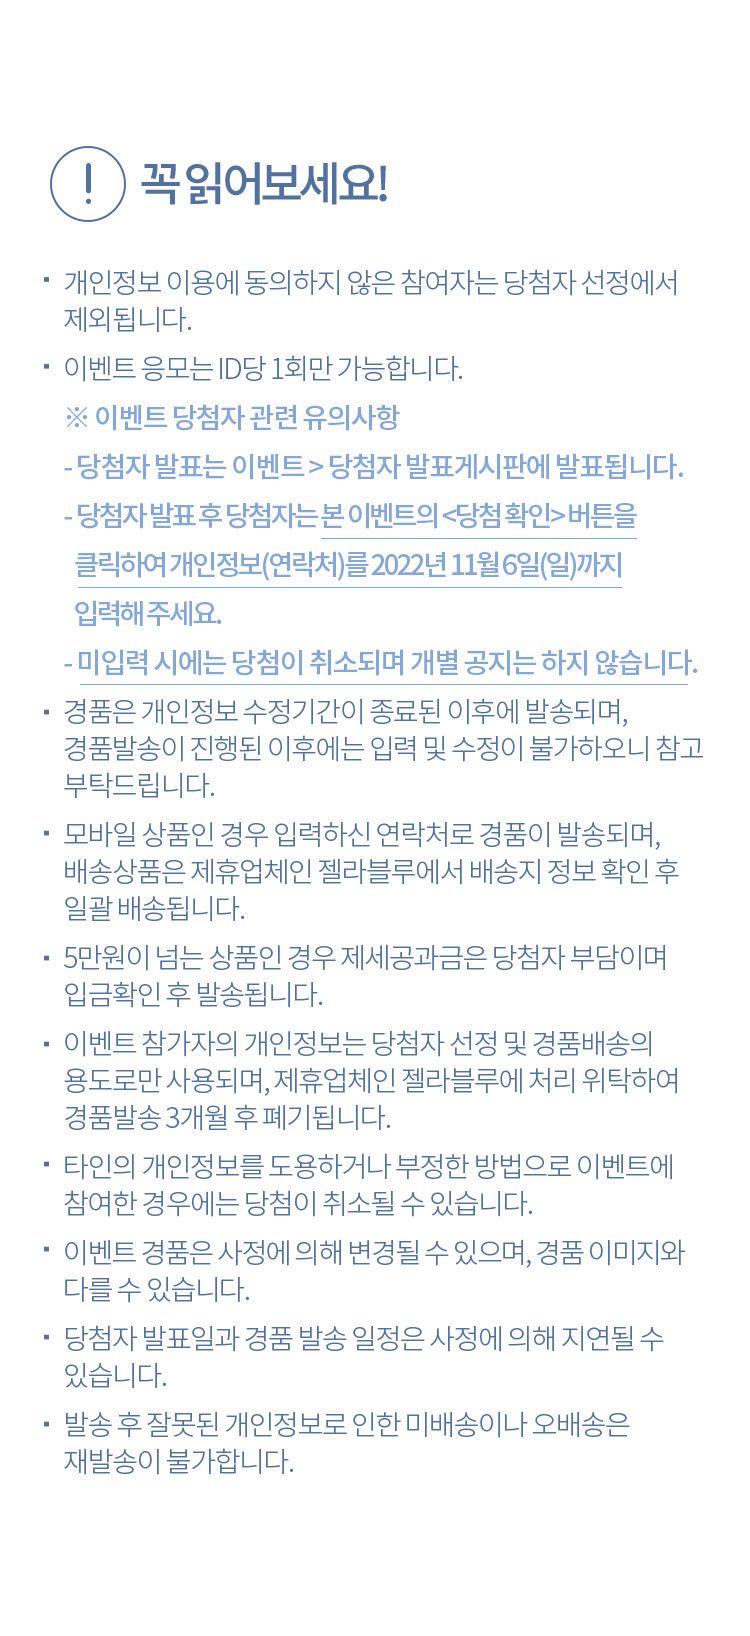 꼭 읽어보세요!
· 개인정보 이용에 동의하지 않은 참여자는 당첨자 선정에서
제외됩니다.
· 이벤트 응모는 ID당 1회만 가능합니다.
※ 이벤트 당첨자 관련 유의사항
- 당첨자 발표는 이벤트 > 당첨자 발표게시판에 발표됩니다.
- 당첨자 발표 후 당첨자는 본 이벤트의 <당첨 확인> 버튼을
클릭하여 개인정보(연락처)를 2022년 11월 6일(일)까지
입력해 주세요.
- 미입력 시에는 당첨이 취소되며 개별 공지는 하지 않습니다.
· 경품은 개인정보 수정기간이 종료된 이후에 발송되며,
경품발송이 진행된 이후에는 입력 및 수정이 불가하오니 참고
부탁드립니다.
· 모바일 상품인 경우 입력하신 연락처로 경품이 발송되며,
배송상품은 제휴업체인 젤라블루에서 배송지 정보 확인 후
일괄 배송됩니다.
· 5만원이 넘는 상품인 경우 제세공과금은 당첨자 부담이며
입금확인 후 발송됩니다.
· 이벤트 참가자의 개인정보는 당첨자 선정 및 경품배송의
용도로만 사용되며, 제휴업체인 젤라블루에 처리 위탁하여
경품발송 3개월 후 폐기됩니다.
· 타인의 개인정보를 도용하거나 부정한 방법으로 이벤트에
참여한 경우에는 당첨이 취소될 수 있습니다.
· 이벤트 경품은 사정에 의해 변경될 수 있으며, 경품 이미지와
다를 수 있습니다.
· 당첨자 발표일과 경품 발송 일정은 사정에 의해 지연될 수
있습니다.
· 발송 후 잘못된 개인정보로 인한 미배송이나 오배송은
재발송이 불가합니다.